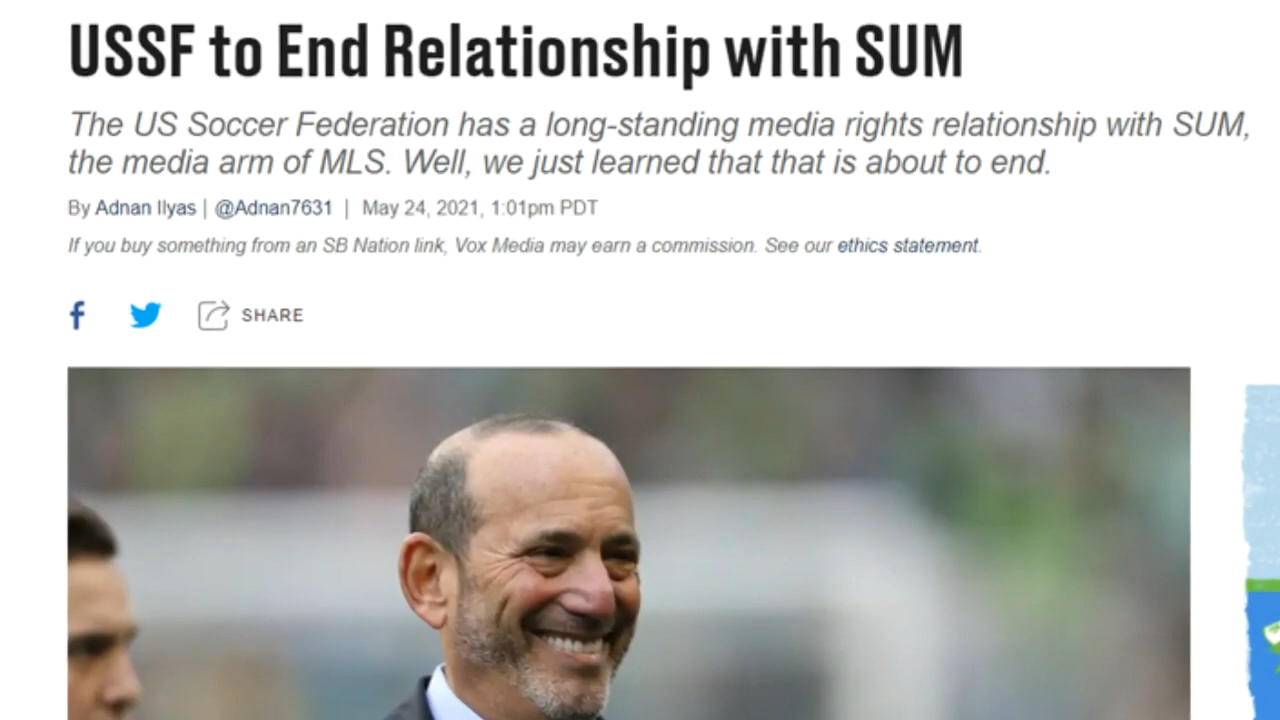 USSF to End Relationship with SUM
The US Soccer Federation has a long-standing media rights relationship with SUM,
the media arm of MLS. Well, we just learned that that is about to end.
By Adnan Ilyas | @Adnan7631 | May 24, 2021, 1:01pm PDT
If you buy something from an SB Nation link, Vox Media may earn a commission. See our ethics statement.
SHARE